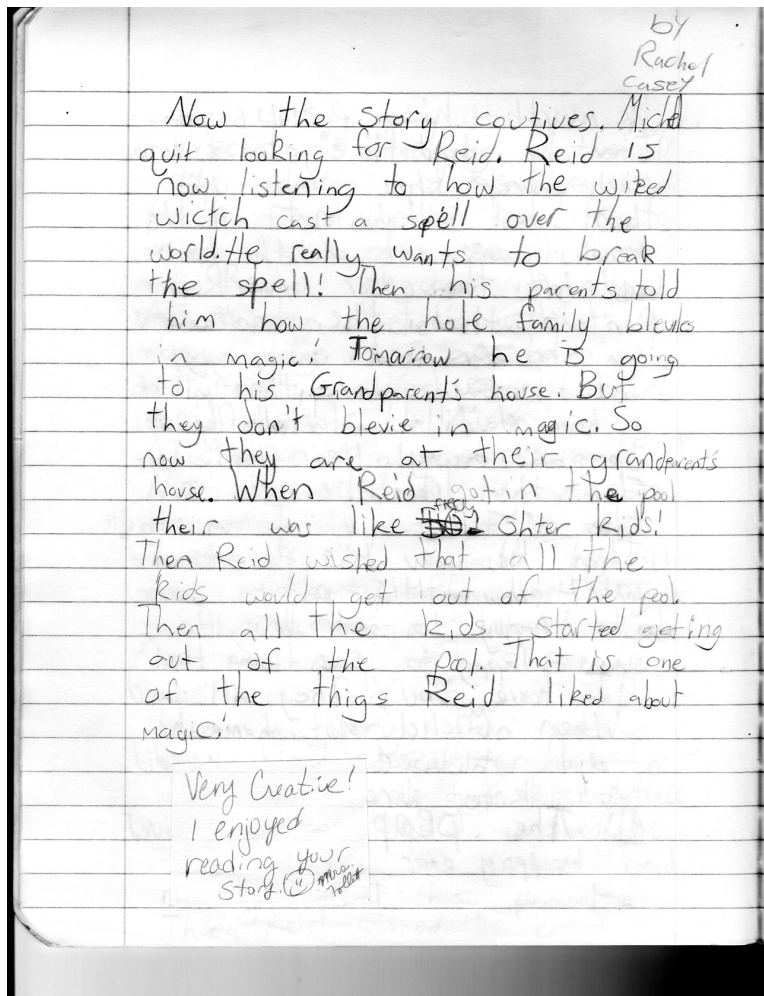 by
Rachel
Casey
Now the Story coutives. Michel
quit looking for Reid. Reid is
now listening to how the wiked
wictch cast a spell over the
world. He really wants to break
the spell! Then his parents told
him how the hole family blevies
in magic! Tomarrow he is going
to his Grandparent's house. But
they don't blevie in magic. So
now they are at their grandparent's
house. When Reid got in the pool
their was like fifty ohter kids!
Then Reid wished that all the
kids would get out of the pool.
Then all the kids started geting
out of the pool. That is one
of the thigs Reid liked about
magic!
Very Creative!
I enjoyed
reading your
Story. Mrs.
Follett